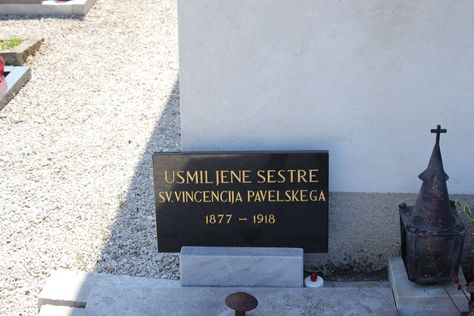 USMILJENE SESTRE
SV. VINCENCIJA PAVELSKEGA
1877 – 1918